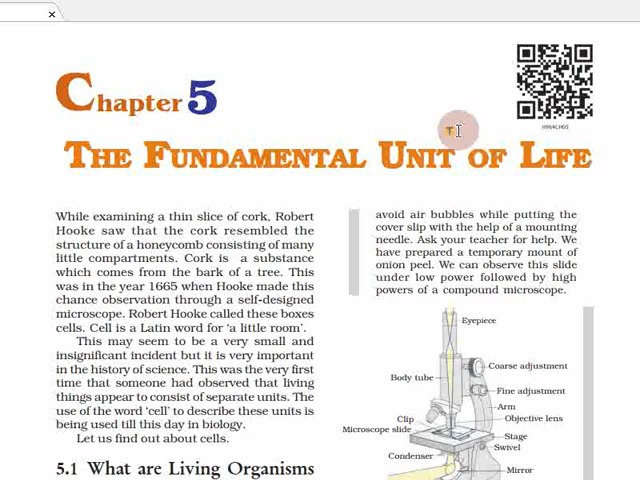 Chapter 5
THE FUNDAMENTAL UNIT OF LIFE
H964CH05
While examining a thin slice of cork, Robert
Hooke saw that the cork resembled the
structure of a honeycomb consisting of many
little compartments. Cork is a substance
which comes from the bark of a tree. This
was in the year 1665 when Hooke made this
chance observation through a self-designed
microscope. Robert Hooke called these boxes
cells. Cell is a Latin word for 'a little room'.
This may seem to be a very small and
insignificant incident but it is very important
in the history of science. This was the very first
time that someone had observed that living
things appear to consist of separate units. The
use of the word 'cell' to describe these units is
being used till this day in biology.
Let us find out about cells.
5.1 What are Living Organisms
avoid air bubbles while putting the
cover slip with the help of a mounting
needle. Ask your teacher for help. We
have prepared a temporary mount of
onion peel. We can observe this slide
under low power followed by high
powers of a compound microscope.
Eyepiece
Coarse adjustment
Body tube
Fine adjustment
Arm
Clip
Objective lens
Microscope slide
Stage
Swivel
Condenser
Mirror